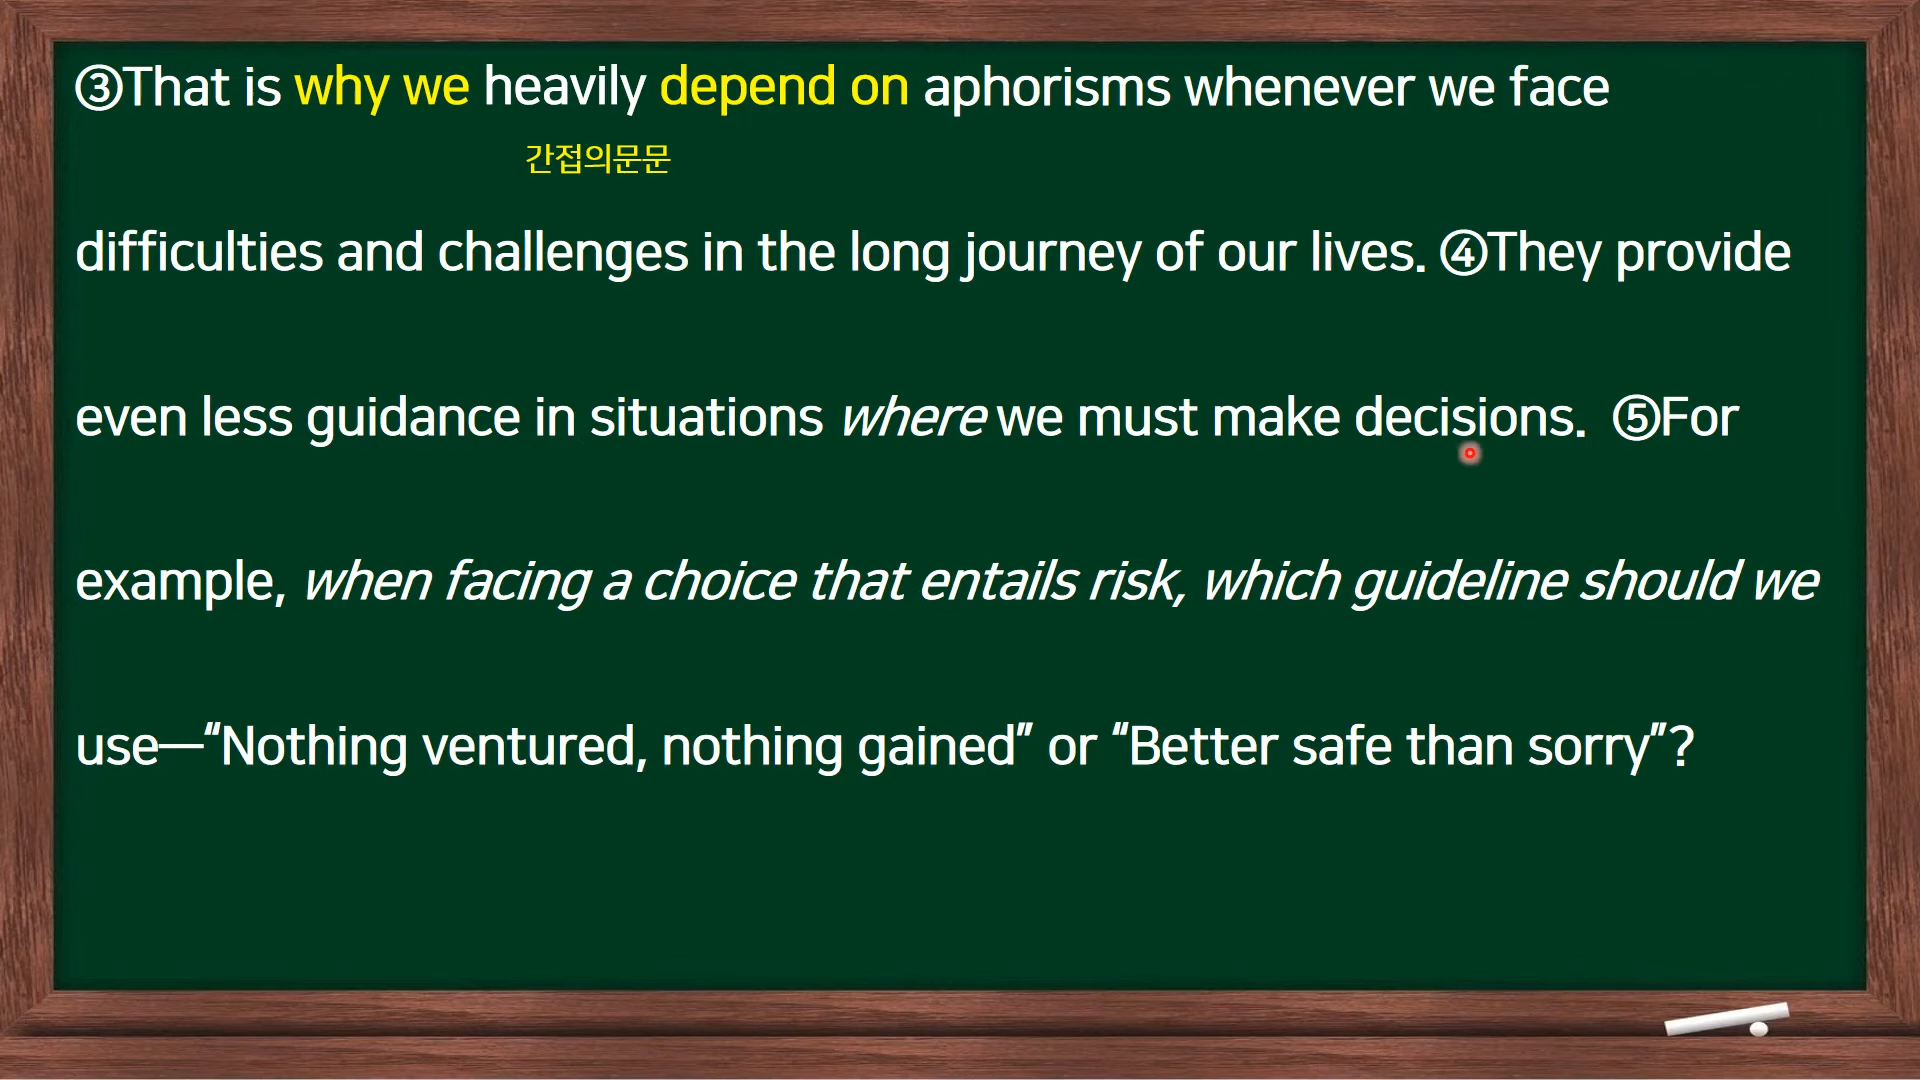 ③That is why we heavily depend on aphorisms whenever we face
간접의문문
difficulties and challenges in the long journey of our lives. ④They provide
even less guidance in situations where we must make decisions. ⑤For
example, when facing a choice that entails risk, which guideline should we
use—“Nothing ventured, nothing gained” or “Better safe than sorry”?